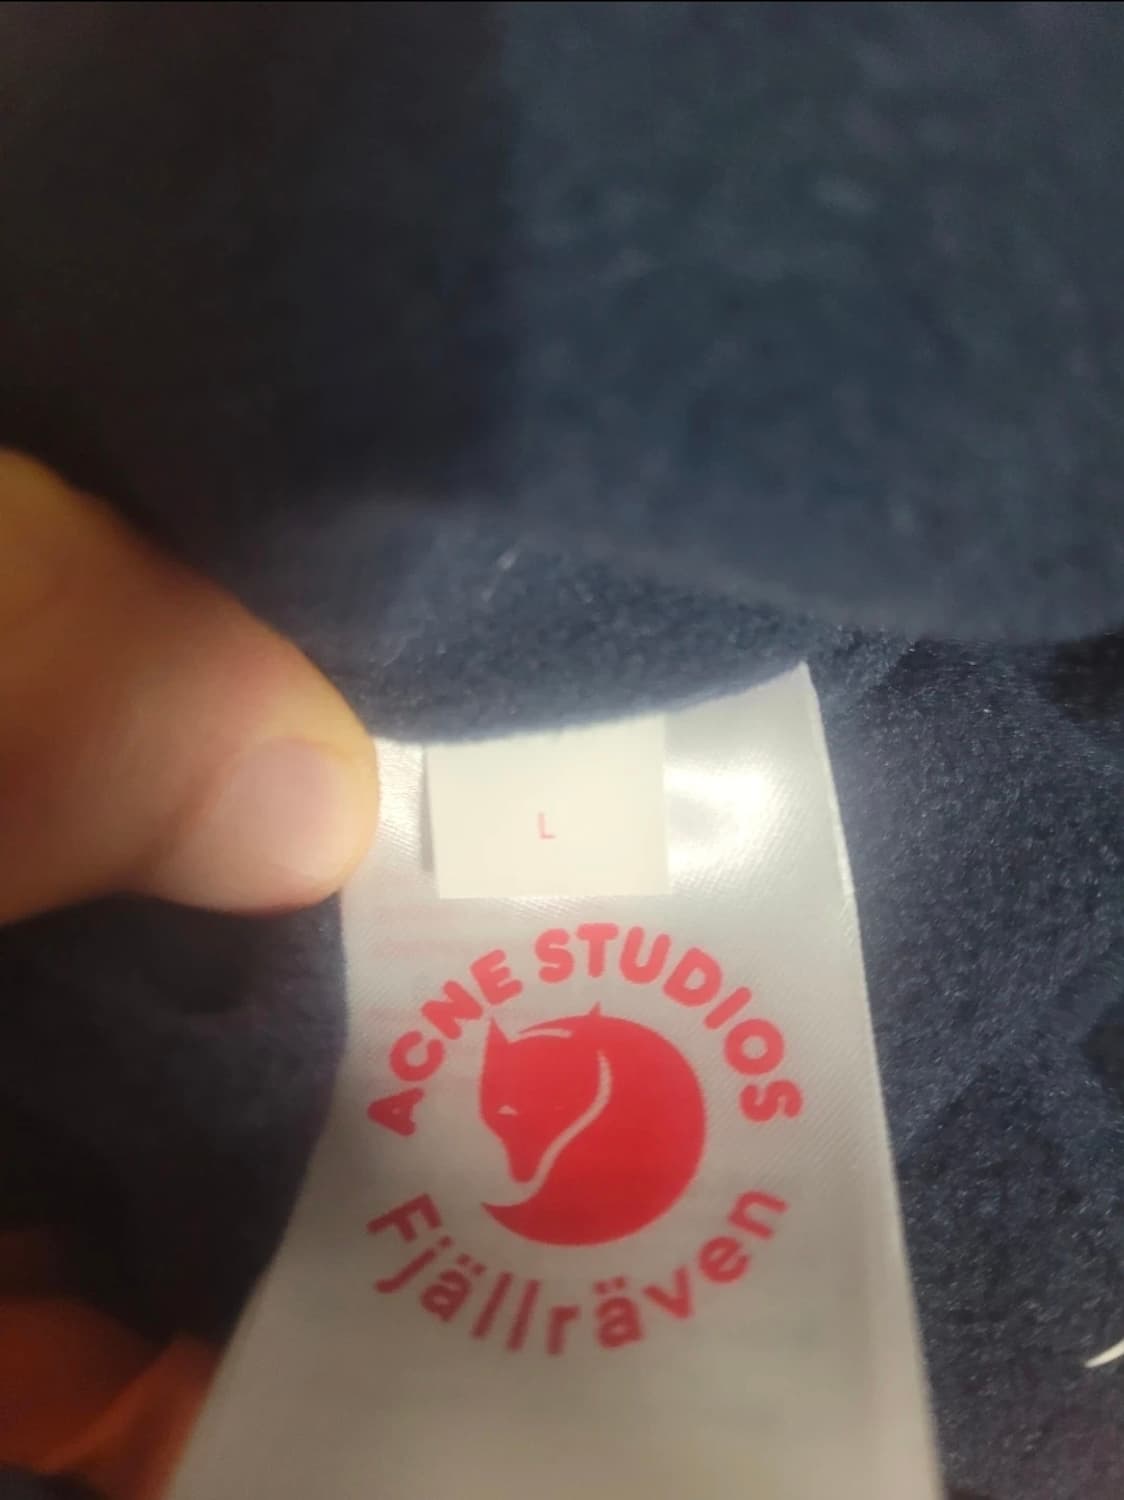 L
ACNE STUDIOS
Fjällräven